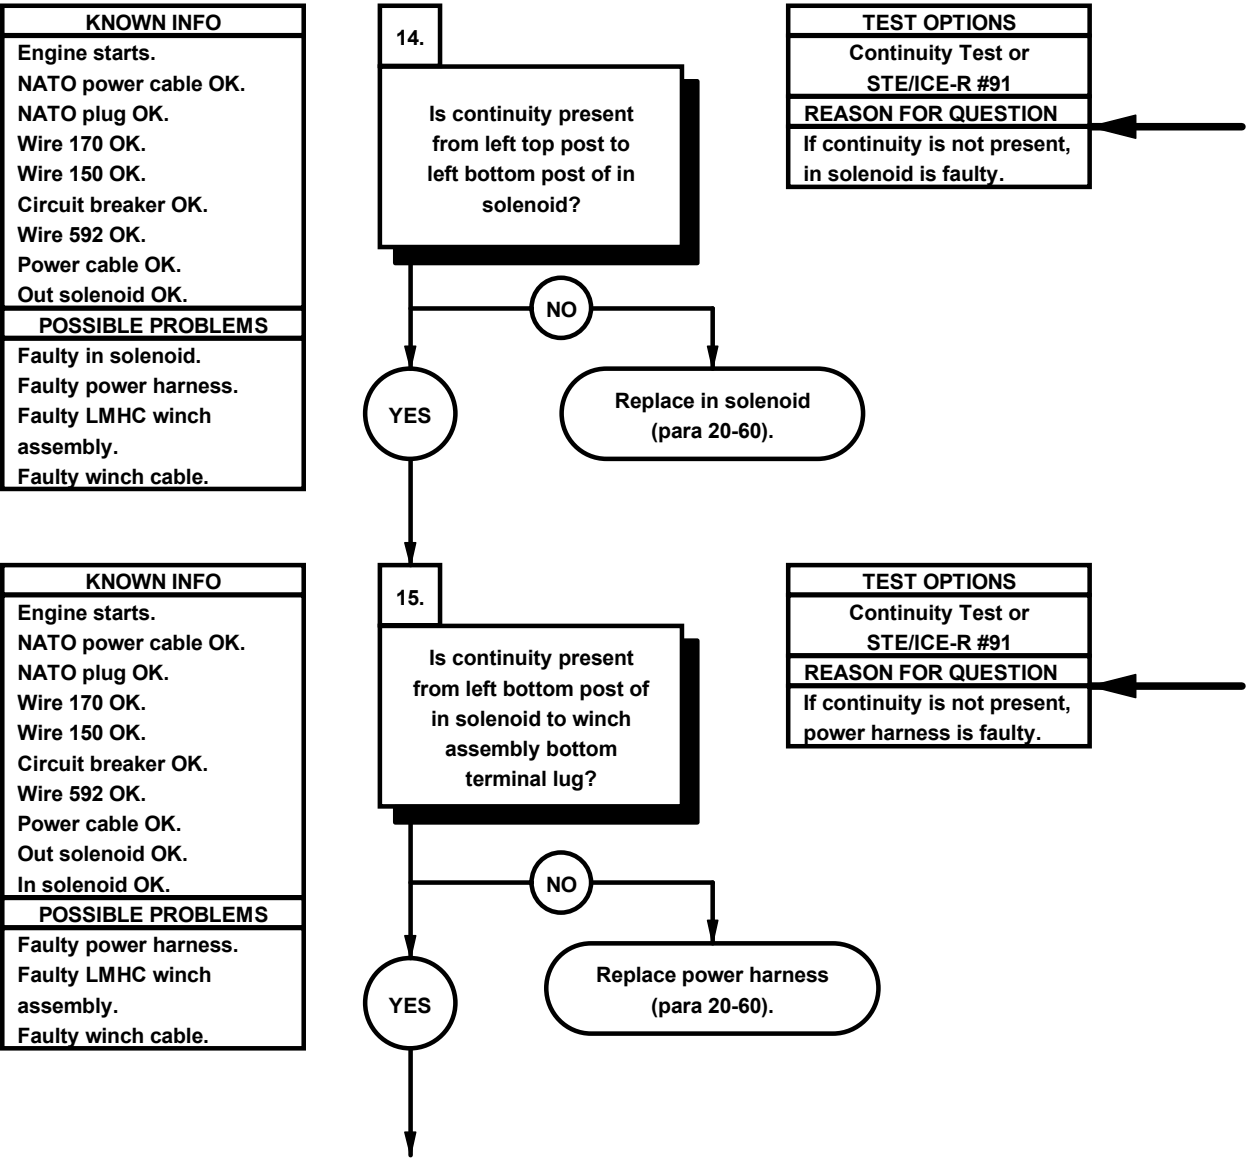 KNOWN INFO
Engine starts.
NATO power cable OK.
NATO plug OK.
Wire 170 OK.
Wire 150 OK.
Circuit breaker OK.
Wire 592 OK.
Power cable OK.
Out solenoid OK.
POSSIBLE PROBLEMS
Faulty in solenoid.
Faulty power harness.
Faulty LMHC winch
assembly.
Faulty winch cable.
14.
Is continuity present
from left top post to
left bottom post of in
solenoid?
NO
YES
Replace in solenoid
(para 20-60).
TEST OPTIONS
Continuity Test or
STE/ICE-R #91
REASON FOR QUESTION
If continuity is not present,
in solenoid is faulty.
KNOWN INFO
Engine starts.
NATO power cable OK.
NATO plug OK.
Wire 170 OK.
Wire 150 OK.
Circuit breaker OK.
Wire 592 OK.
Power cable OK.
Out solenoid OK.
In solenoid OK.
POSSIBLE PROBLEMS
Faulty power harness.
Faulty LMHC winch
assembly.
Faulty winch cable.
15.
Is continuity present
from left bottom post of
in solenoid to winch
assembly bottom
terminal lug?
NO
YES
Replace power harness
(para 20-60).
TEST OPTIONS
Continuity Test or
STE/ICE-R #91
REASON FOR QUESTION
If continuity is not present,
power harness is faulty.